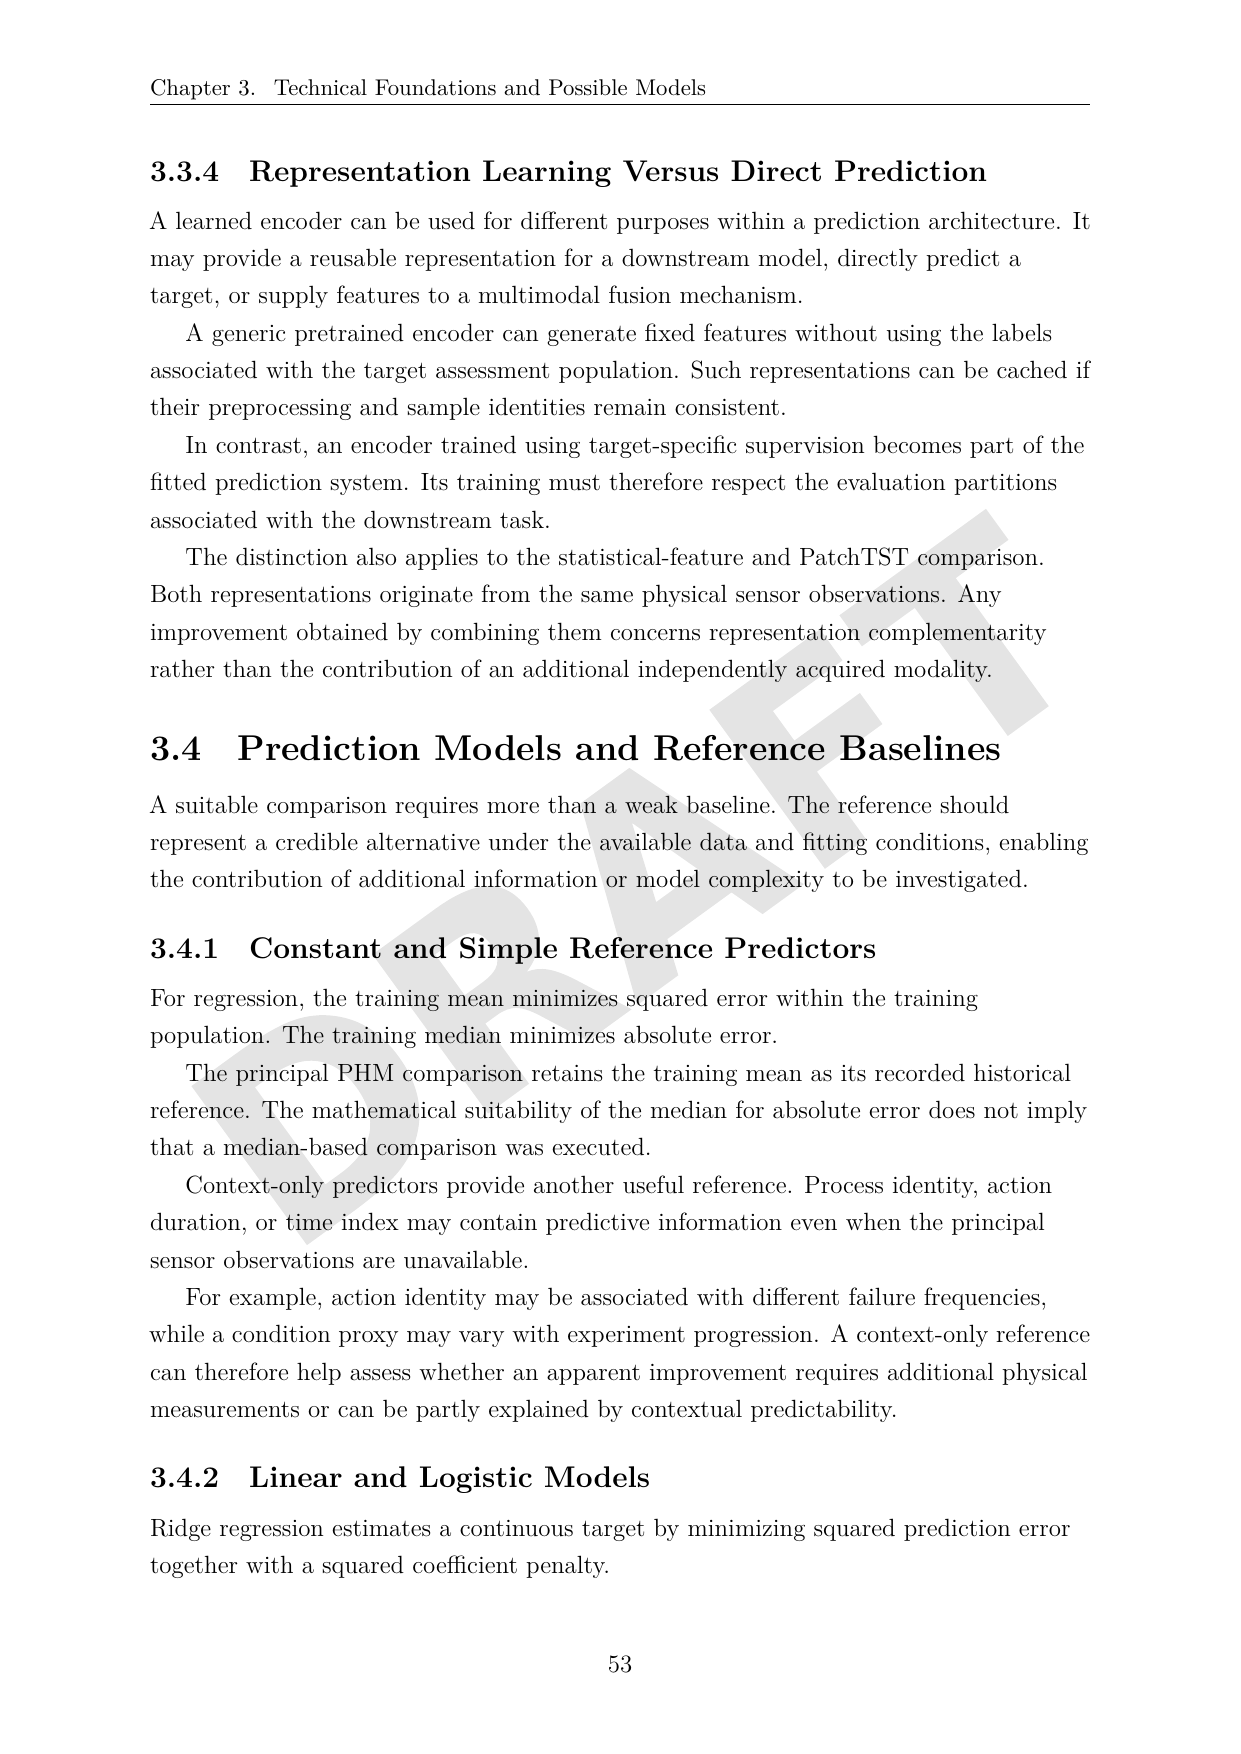 Chapter 3. Technical Foundations and Possible Models
3.3.4 Representation Learning Versus Direct Prediction
A learned encoder can be used for different purposes within a prediction architecture. It
may provide a reusable representation for a downstream model, directly predict a
target, or supply features to a multimodal fusion mechanism.
A generic pretrained encoder can generate fixed features without using the labels
associated with the target assessment population. Such representations can be cached if
their preprocessing and sample identities remain consistent.
In contrast, an encoder trained using target-specific supervision becomes part of the
fitted prediction system. Its training must therefore respect the evaluation partitions
associated with the downstream task.
The distinction also applies to the statistical-feature and PatchTST comparison.
Both representations originate from the same physical sensor observations. Any
improvement obtained by combining them concerns representation complementarity
rather than the contribution of an additional independently acquired modality.
3.4 Prediction Models and Reference Baselines
A suitable comparison requires more than a weak baseline. The reference should
represent a credible alternative under the available data and fitting conditions, enabling
the contribution of additional information or model complexity to be investigated.
3.4.1 Constant and Simple Reference Predictors
For regression, the training mean minimizes squared error within the training
population. The training median minimizes absolute error.
The principal PHM comparison retains the training mean as its recorded historical
reference. The mathematical suitability of the median for absolute error does not imply
that a median-based comparison was executed.
Context-only predictors provide another useful reference. Process identity, action
duration, or time index may contain predictive information even when the principal
sensor observations are unavailable.
For example, action identity may be associated with different failure frequencies,
while a condition proxy may vary with experiment progression. A context-only reference
can therefore help assess whether an apparent improvement requires additional physical
measurements or can be partly explained by contextual predictability.
3.4.2 Linear and Logistic Models
Ridge regression estimates a continuous target by minimizing squared prediction error
together with a squared coefficient penalty.
53
DRAFT